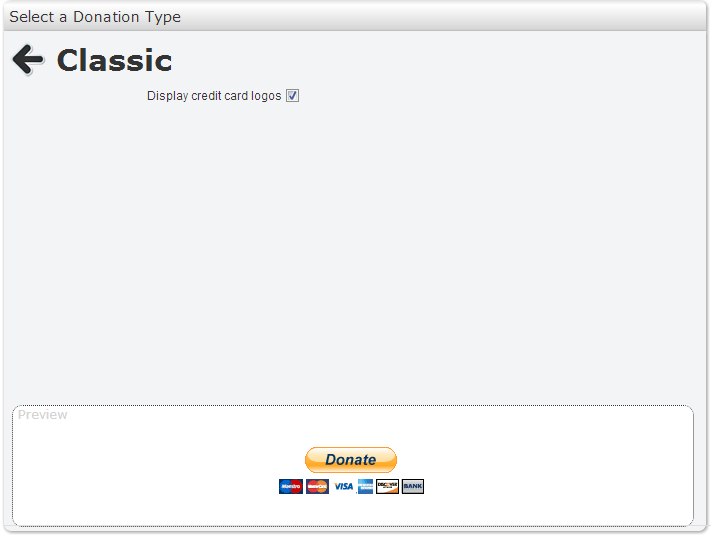 Select a Donation Type
Classic
Display credit card logos
Preview
Donate
Maestro MasterCard VISA DISCOVER BANK